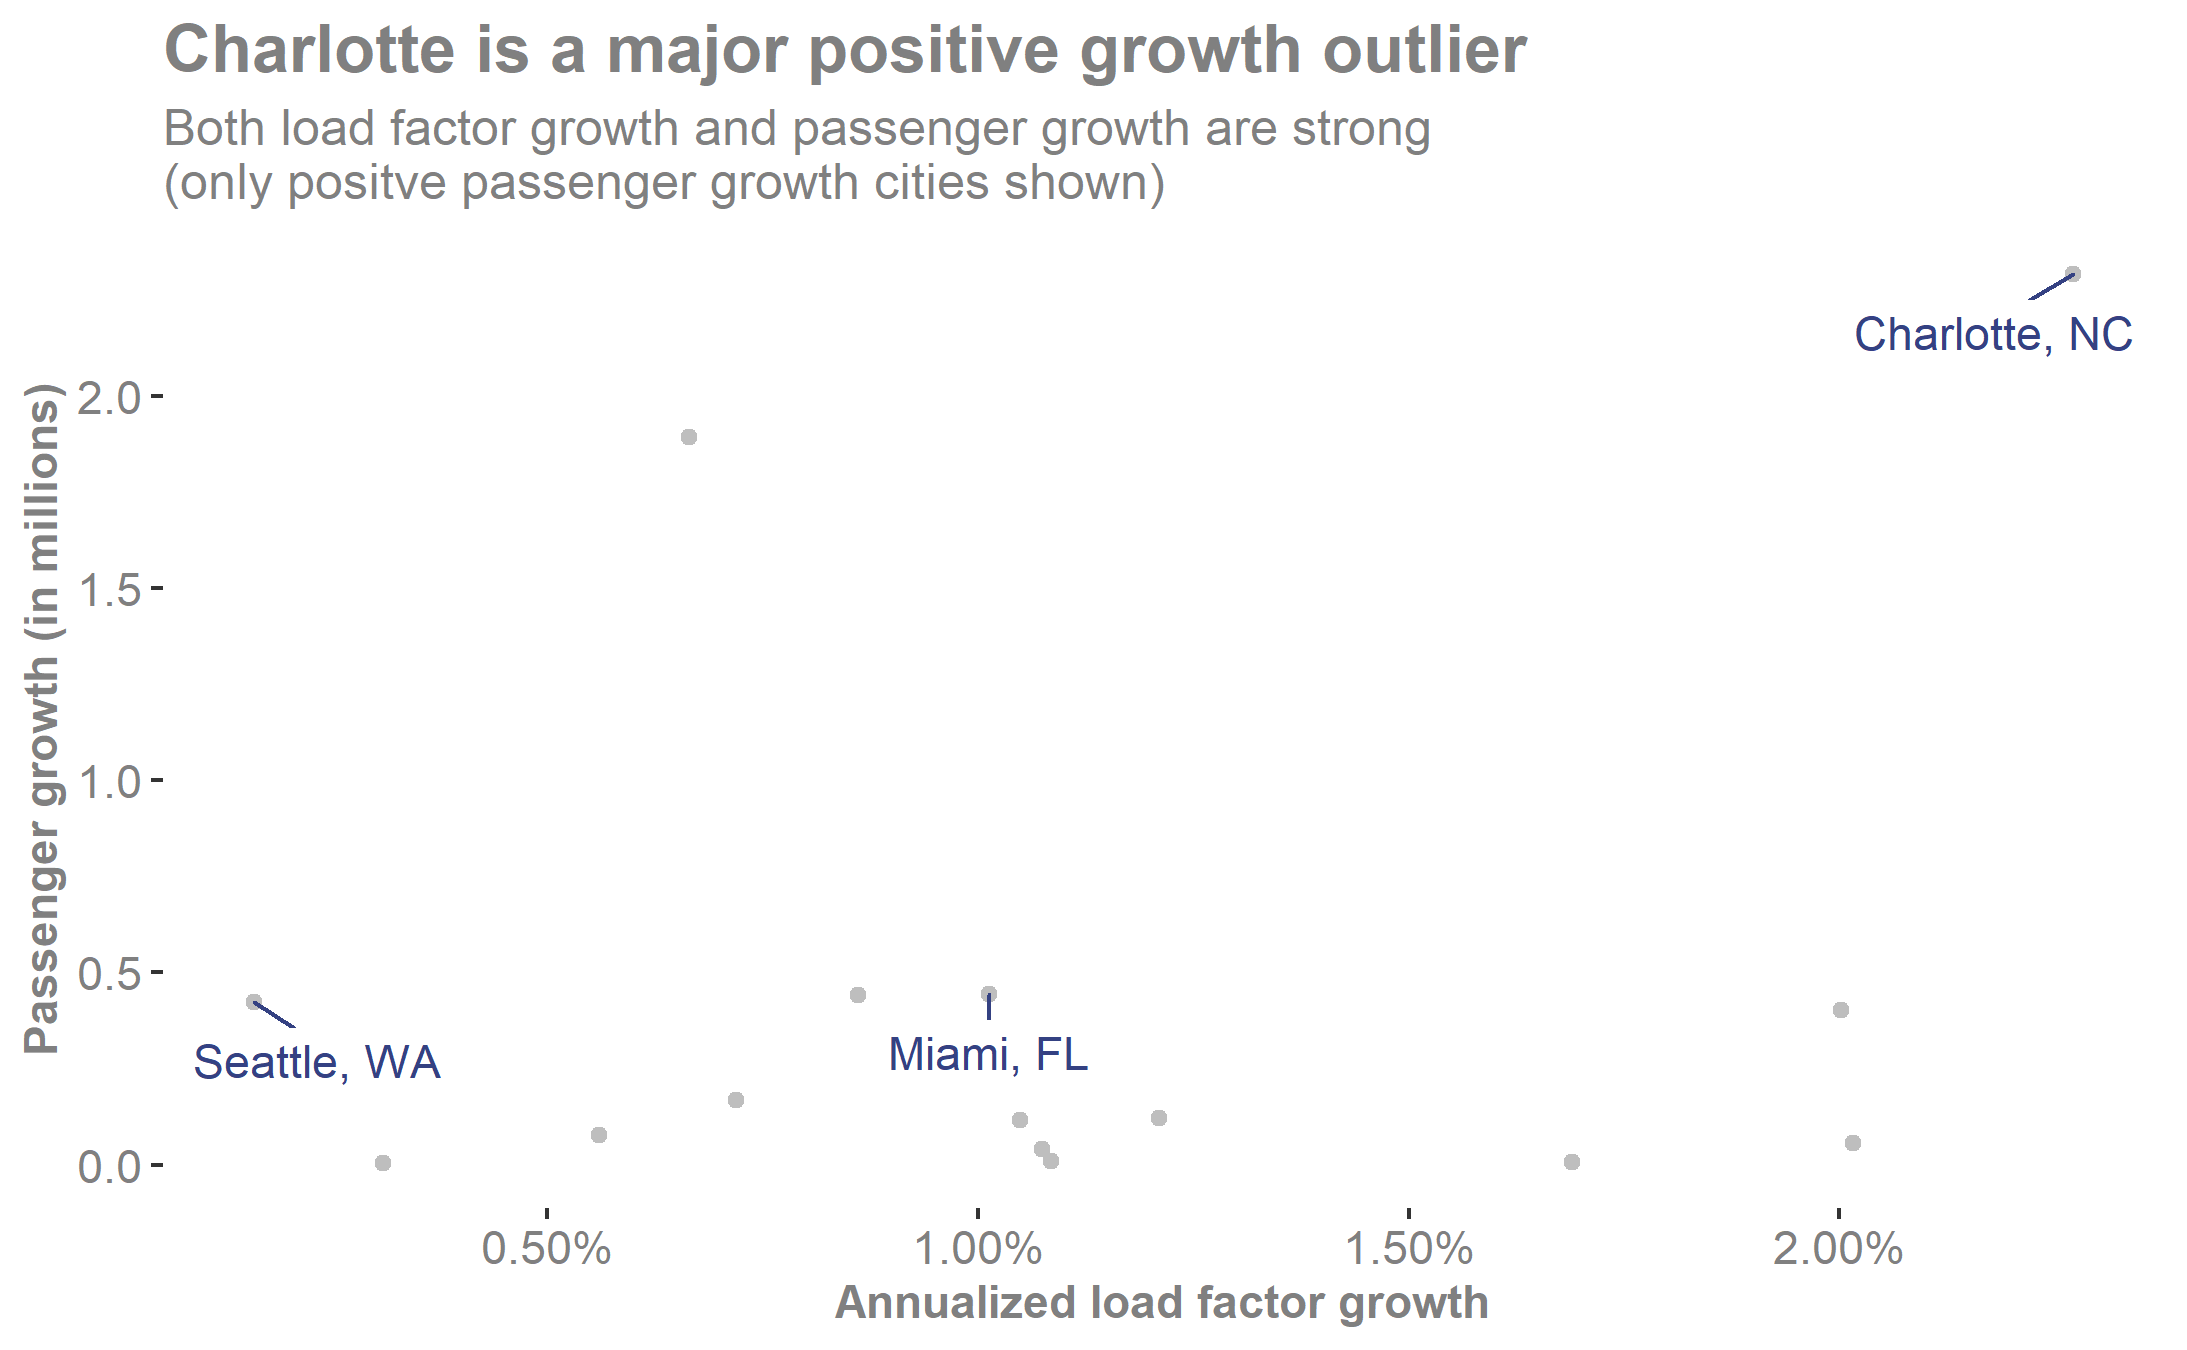 Charlotte is a major positive growth outlier
Both load factor growth and passenger growth are strong
(only positve passenger growth cities shown)
Charlotte, NC
Passenger growth (in millions)
2.0
1.5
1.0
0.5
0.0
Seattle, WA
Miami, FL
0.50%
1.00%
1.50%
2.00%
Annualized load factor growth